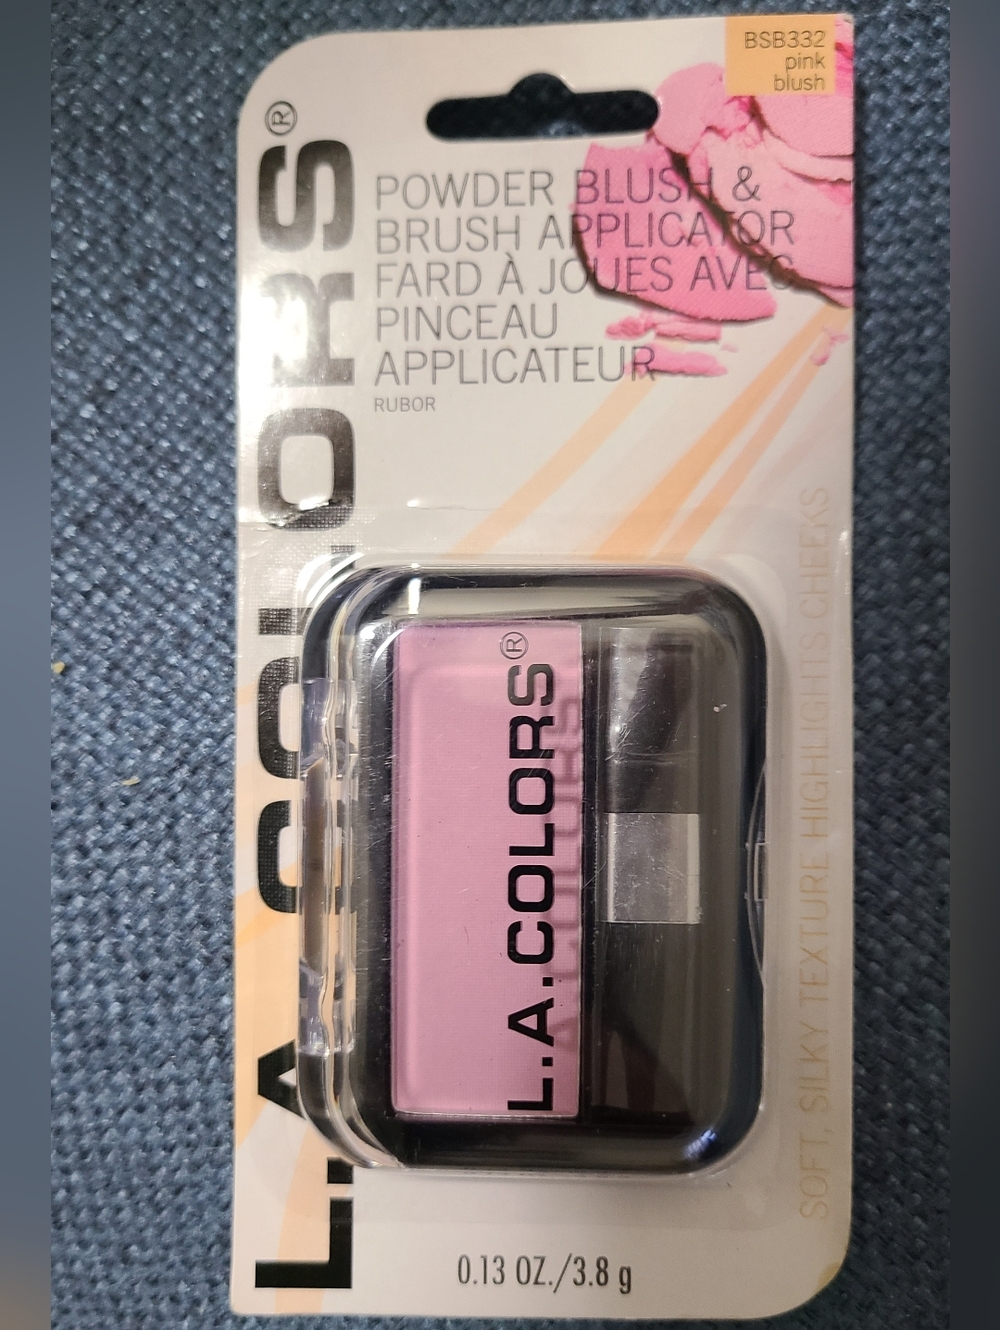 BSB332
pink
blush
L.A. COLORS®
POWDER BLUSH &
BRUSH APPLICATOR
FARD À JOUES AVEC
PINCEAU
APPLICATEUR
RUBOR
L.A.COLORS®
SOFT, SILKY TEXTURE HIGHLIGHTS CHEEKS
0.13 OZ./3.8 g